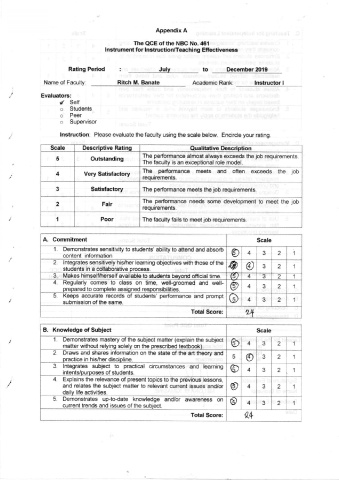 Appendix A
The QCE of the NBC No. 461
Instrument for Instruction/Teaching Effectiveness
Rating Period : July to December 2019
Name of Faculty: Ritch M. Banate Academic Rank: Instructor I
Evaluators:
✓ Self
o Students
o Peer
o Supervisor
Instruction: Please evaluate the faculty using the scale below. Encircle your rating.
Scale Descriptive Rating Qualitative Description
5 Outstanding The performance almost always exceeds the job requirements.
The faculty is an exceptional role model.
4 Very Satisfactory The performance meets and often exceeds the job
requirements.
3 Satisfactory The performance meets the job requirements.
2 Fair The performance needs some development to meet the job
requirements.
1 Poor The faculty fails to meet job requirements.
A. Commitment Scale
1. Demonstrates sensitivity to students' ability to attend and absorb
content information. 5 4 3 2 1
2. Integrates sensitively his/her learning objectives with those of the
students in a collaborative process. 4 3 2 1
3. Makes himself/herself available to students beyond official time. 5 4 3 2 1
4. Regularly comes to class on time, well-groomed and well-
prepared to complete assigned responsibilities. 5 4 3 2 1
5. Keeps accurate records of students' performance and prompt
submission of the same. 5 4 3 2 1
Total Score: 24
B. Knowledge of Subject Scale
1. Demonstrates mastery of the subject matter (explain the subject
matter without relying solely on the prescribed textbook). 5 4 3 2 1
2. Draws and shares information on the state of the art theory and
practice in his/her discipline. 5 4 3 2 1
3. Integrates subject to practical circumstances and learning
intents/purposes of students. 5 4 3 2 1
4. Explains the relevance of present topics to the previous lessons,
and relates the subject matter to relevant current issues and/or
daily life activities. 5 4 3 2 1
5. Demonstrates up-to-date knowledge and/or awareness on
current trends and issues of the subject. 5 4 3 2 1
Total Score: 24